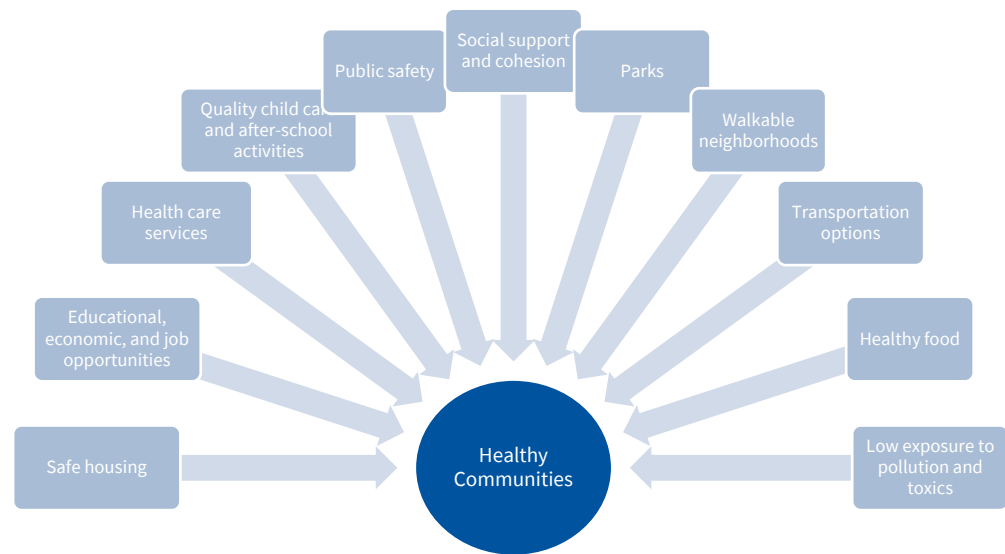 Social support
and cohesion
Public safety
Parks
Quality child car
and after-school
activities
Walkable
neighborhoods
Health care
services
Transportation
options
Educational,
economic, and job
opportunities
Healthy food
Safe housing
Healthy
Communities
Low exposure to
pollution and
toxics